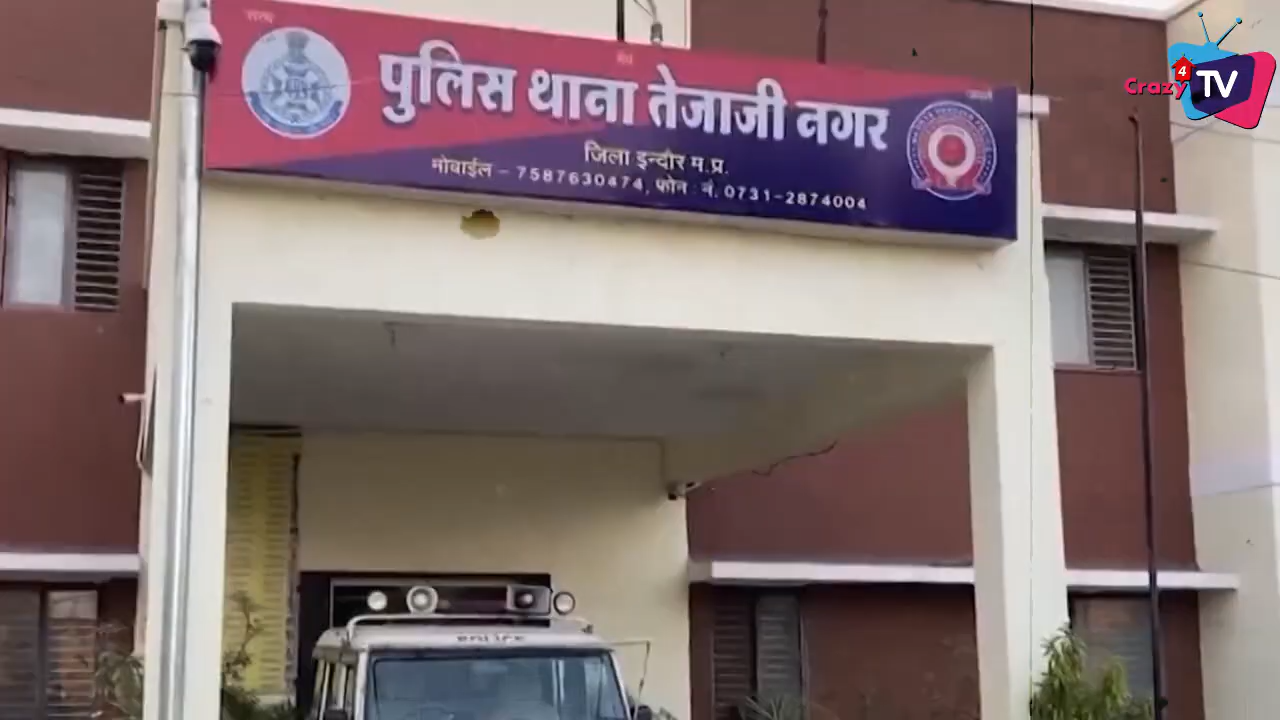 पुलिस थाना तेजाजी नगर
जिला इन्दौर म.प्र.
मोबाईल - 7587630474, फोन नं. 0731-2874004
POLICE
Crazy 4 TV